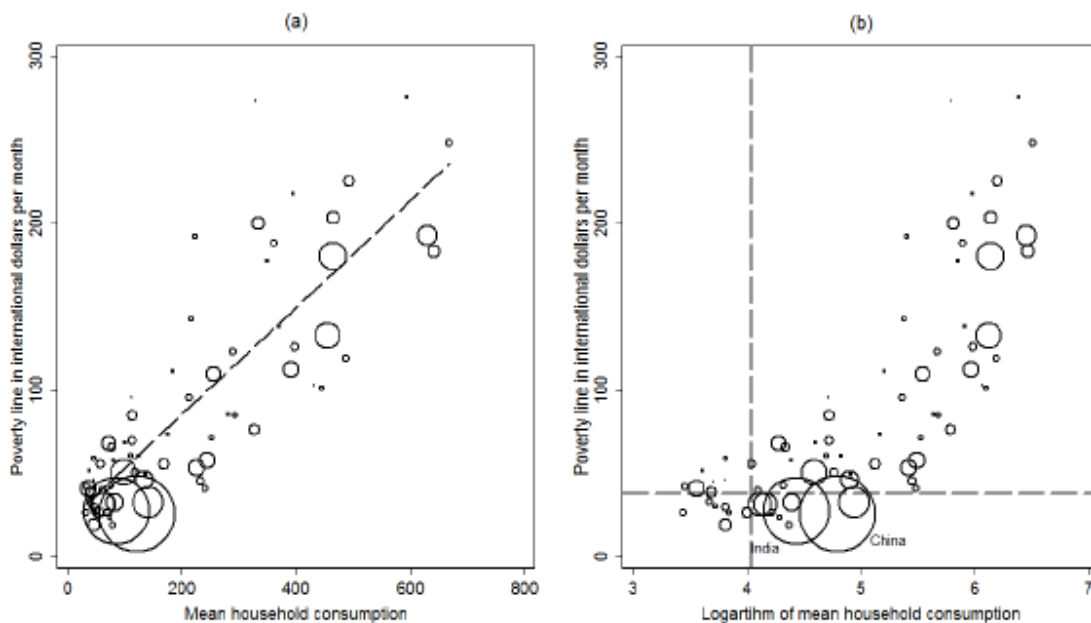 (a)
(b)
Poverty line in international dollars per month
0
100
200
300
0
200
400
600
800
Mean household consumption
Poverty line in international dollars per month
0
100
200
300
India
China
3
4
5
6
7
Logartihm of mean household consumption